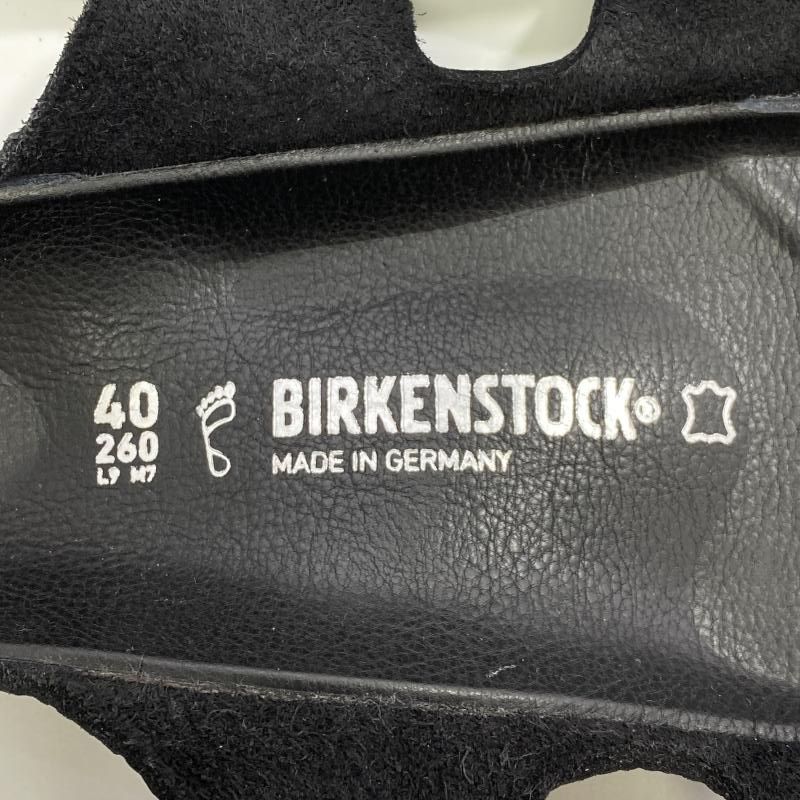 40
260
L9 M7
BIRKENSTOCK®
MADE IN GERMANY